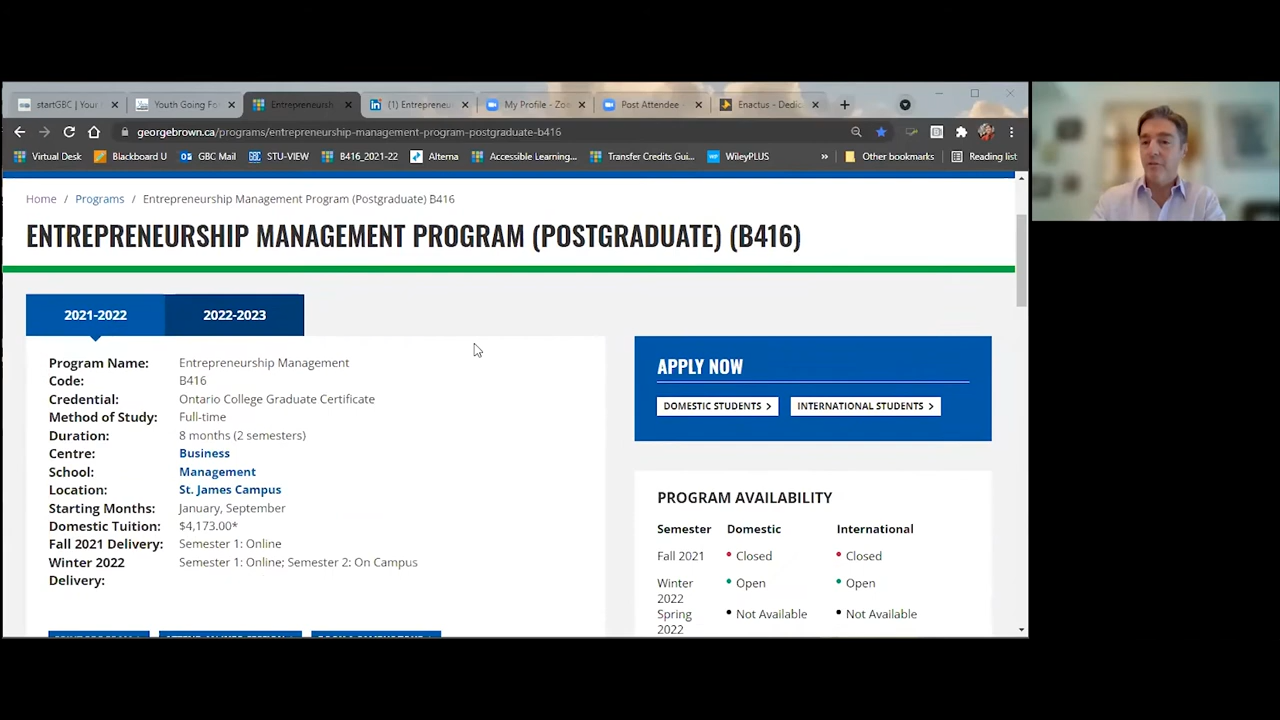 startGBC | Your
Youth Going Fo
Entrepreneursh
(1) Entrepreneu
My Profile - Zoo
Post Attendee -
Enactus - Dedic
georgebrown.ca/programs/entrepreneurship-management-program-postgraduate-b416
Virtual Desk
Blackboard U
GBC Mail
STU-VIEW
B416_2021-22
Alterna
Accessible Learning...
Transfer Credits Gui...
WileyPLUS
»
Other bookmarks
Reading list
Home / Programs / Entrepreneurship Management Program (Postgraduate) B416
ENTREPRENEURSHIP MANAGEMENT PROGRAM (POSTGRADUATE) (B416)
2021-2022
2022-2023
Program Name: Entrepreneurship Management
Code: B416
Credential: Ontario College Graduate Certificate
Method of Study: Full-time
Duration: 8 months (2 semesters)
Centre: Business
School: Management
Location: St. James Campus
Starting Months: January, September
Domestic Tuition: $4,173.00*
Fall 2021 Delivery: Semester 1: Online
Winter 2022 Semester 1: Online; Semester 2: On Campus
Delivery:
APPLY NOW
DOMESTIC STUDENTS >
INTERNATIONAL STUDENTS >
PROGRAM AVAILABILITY
Semester Domestic International
Fall 2021 • Closed • Closed
Winter • Open • Open
2022
Spring • Not Available • Not Available
2022